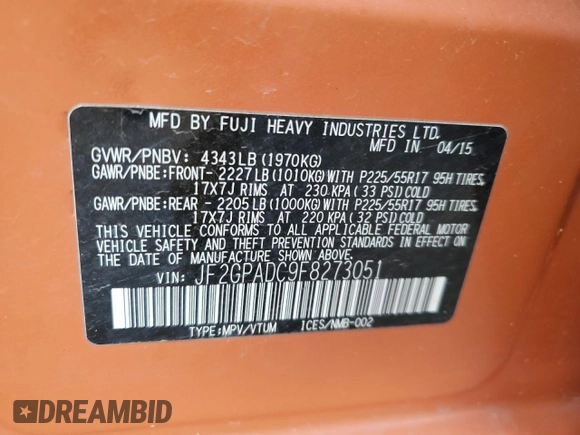 MFD BY FUJI HEAVY INDUSTRIES LTD.
MFD IN 04/15
GVWR/PNBV: 4343LB(1970KG)
GAWR/PNBE:FRONT- 2227LB(1010KG)WITH P225/55R17 95H TIRES,
17X7J RIMS AT 230 KPA( 33 PSI)COLD
GAWR/PNBE:REAR - 2205LB(1000KG)WITH P225/55R17 95H TIRES,
17X7J RIMS AT 220 KPA( 32 PSI)COLD
THIS VEHICLE CONFORMS TO ALL APPLICABLE FEDERAL MOTOR
VEHICLE SAFETY AND THEFT PREVENTION STANDARDS IN EFFECT
ON THE DATE OF MANUFACTURE SHOWN ABOVE.
VIN: JF2GPADC9F8273051
TYPE:MPV/VTUM ICES/NMB-002
DREAMBID